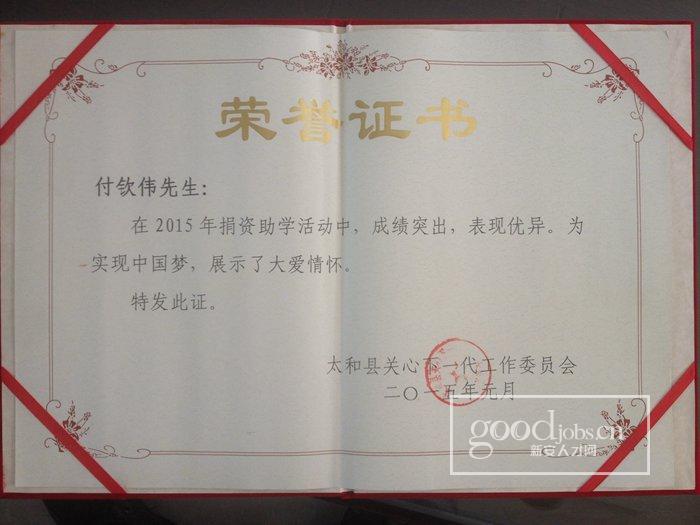 荣誉证书
付钦伟先生：
在2015年捐资助学活动中，成绩突出，表现优异。为
实现中国梦，展示了大爱情怀。
特发此证。
太和县关心下一代工作委员会
二〇一五年元月
goodjobs.cn
新安人才网